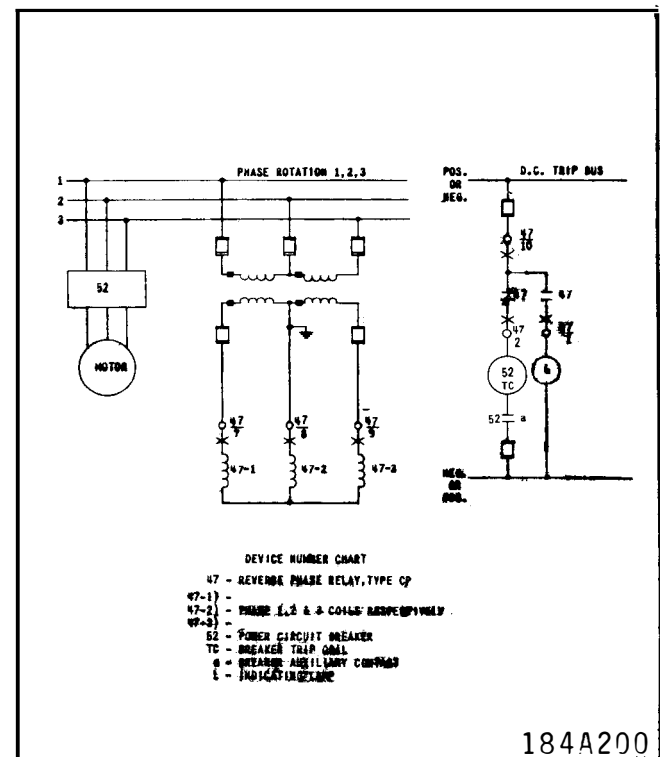 PHASE ROTATION 1,2,3
1
2
3
52
MOTOR
47
7
47
8
47
9
47-1
47-2
47-3
POS.
OR
NEG.
D.C. TRIP BUS
47
10
47
47
2
52
TC
52 a
NEG.
OR
POS.
DEVICE NUMBER CHART
47 - REVERSE PHASE RELAY, TYPE CP
47-1) -
47-2) - PHASE 1,2 & 3 COILS RESPECTIVELY
47-3) -
52 - POWER CIRCUIT BREAKER
TC - BREAKER TRIP COIL
a - BREAKER AUXILIARY CONTACT
L - INDICATING LAMP
184A200